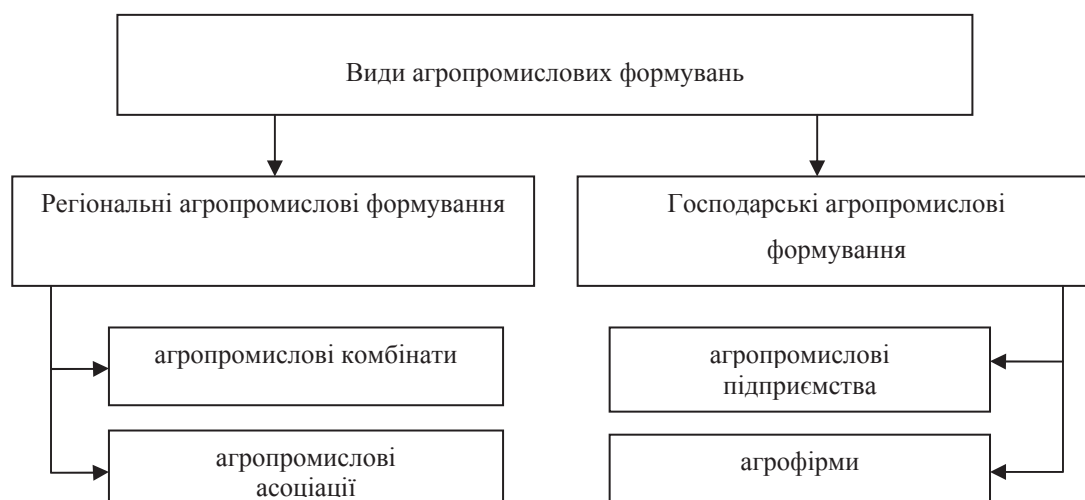 Види агропромислових формувань
Регіональні агропромислові формування
Господарські агропромислові
формування
агропромислові комбінати
агропромислові
підприємства
агропромислові
асоціації
агрофірми